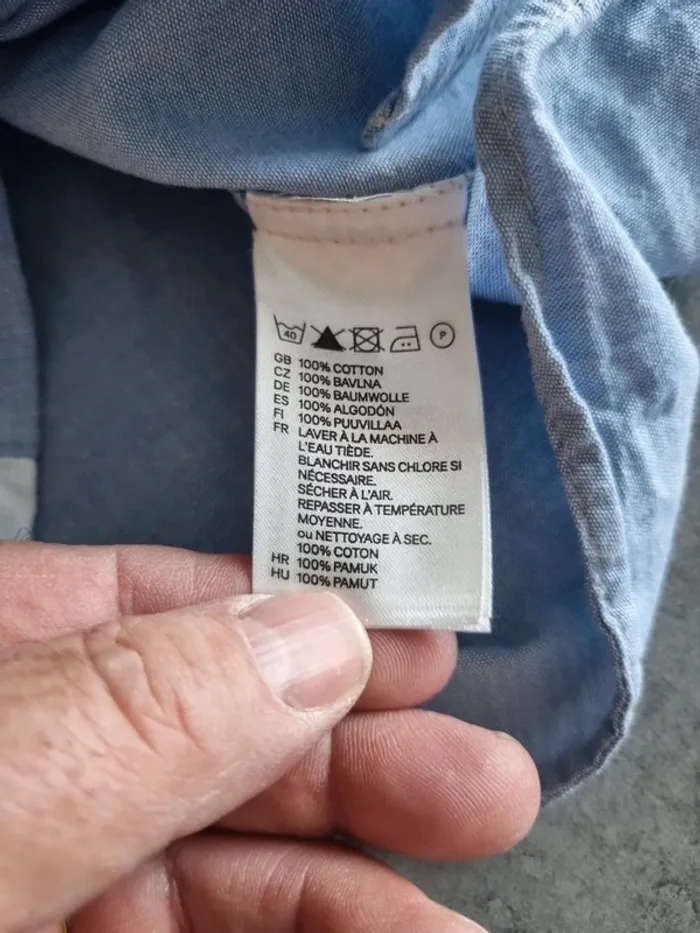 40 P
GB 100% COTTON
CZ 100% BAVLNA
DE 100% BAUMWOLLE
ES 100% ALGODÓN
FI 100% PUUVILLAA
FR LAVER À LA MACHINE À
L'EAU TIÈDE.
BLANCHIR SANS CHLORE SI
NÉCESSAIRE.
SÉCHER À L'AIR.
REPASSER À TEMPÉRATURE
MOYENNE.
OU NETTOYAGE À SEC.
100% COTON
HR 100% PAMUK
HU 100% PAMUT